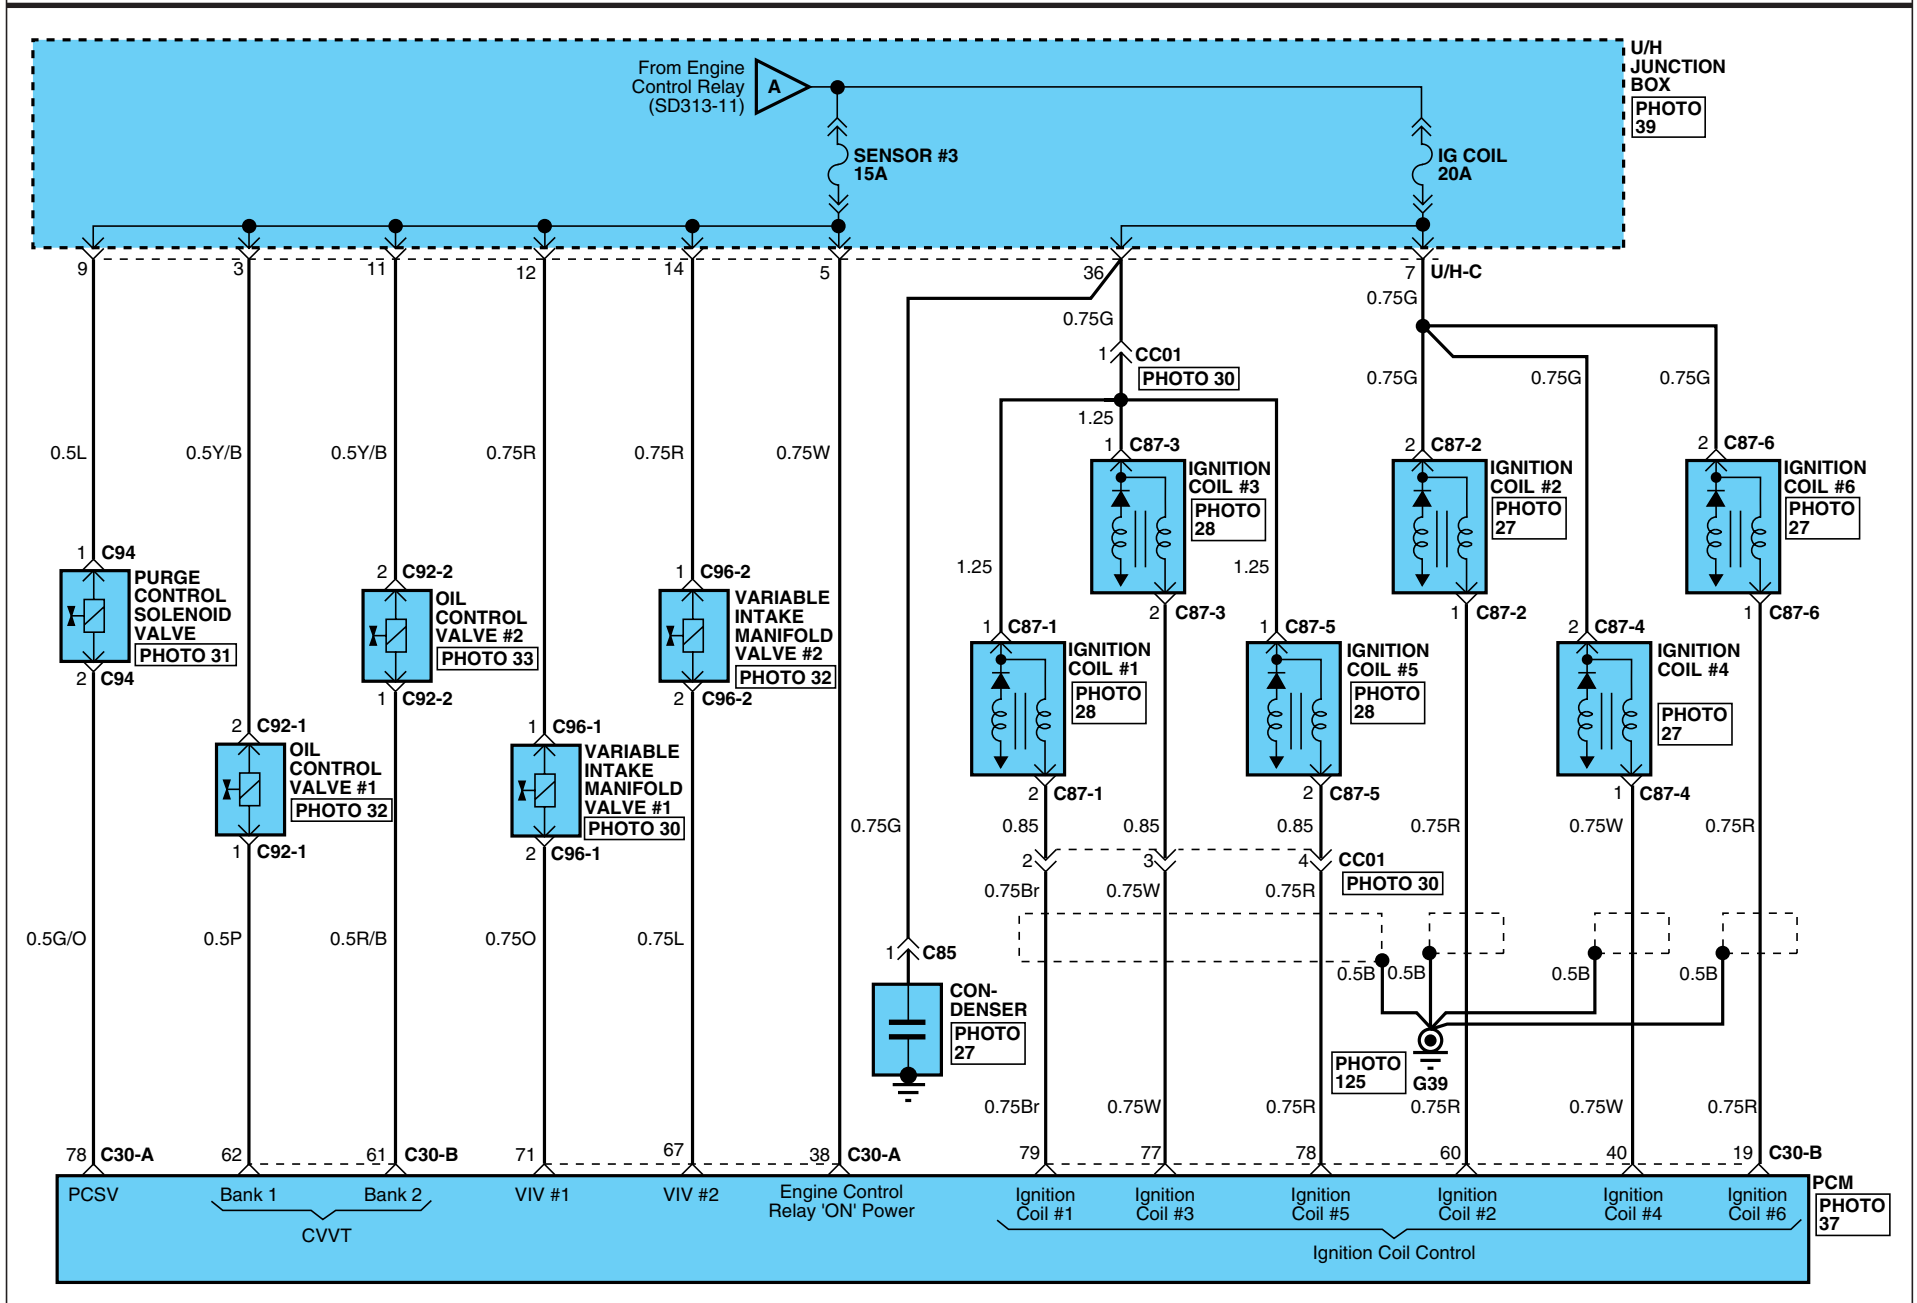 From Engine
Control Relay
(SD313-11)
A
U/H
JUNCTION
BOX
PHOTO
39
SENSOR #3
15A
IG COIL
20A
9
3
11
12
14
5
36
7
U/H-C
0.75G
0.75G
1
CC01
PHOTO 30
0.75G
0.75G
0.75G
1.25
0.5L
0.5Y/B
0.5Y/B
0.75R
0.75R
0.75W
1
C87-3
2
C87-2
2
C87-6
IGNITION
COIL #3
PHOTO
28
IGNITION
COIL #2
PHOTO
27
IGNITION
COIL #6
PHOTO
27
1.25
1.25
1
C94
PURGE
CONTROL
SOLENOID
VALVE
PHOTO 31
2
C94
2
C92-2
OIL
CONTROL
VALVE #2
PHOTO 33
1
C92-2
1
C96-2
VARIABLE
INTAKE
MANIFOLD
VALVE #2
PHOTO 32
2
C96-2
2
C87-3
1
C87-2
1
C87-6
1
C87-1
1
C87-5
2
C87-4
IGNITION
COIL #1
PHOTO
28
IGNITION
COIL #5
PHOTO
28
IGNITION
COIL #4
PHOTO
27
2
C92-1
OIL
CONTROL
VALVE #1
PHOTO 32
1
C92-1
1
C96-1
VARIABLE
INTAKE
MANIFOLD
VALVE #1
PHOTO 30
2
C96-1
2
C87-1
2
C87-5
1
C87-4
0.75G
0.85
0.85
0.85
0.75R
0.75W
0.75R
2
3
4
CC01
PHOTO 30
0.75Br
0.75W
0.75R
0.5G/O
0.5P
0.5R/B
0.75O
0.75L
1
C85
0.5B
0.5B
0.5B
0.5B
CON-
DENSER
PHOTO
27
PHOTO
125
G39
0.75Br
0.75W
0.75R
0.75R
0.75W
0.75R
78
C30-A
62
61
C30-B
71
67
38
C30-A
79
77
78
60
40
19
C30-B
PCSV
Bank 1
Bank 2
CVVT
VIV #1
VIV #2
Engine Control
Relay 'ON' Power
Ignition
Coil #1
Ignition
Coil #3
Ignition
Coil #5
Ignition
Coil #2
Ignition
Coil #4
Ignition
Coil #6
Ignition Coil Control
PCM
PHOTO
37